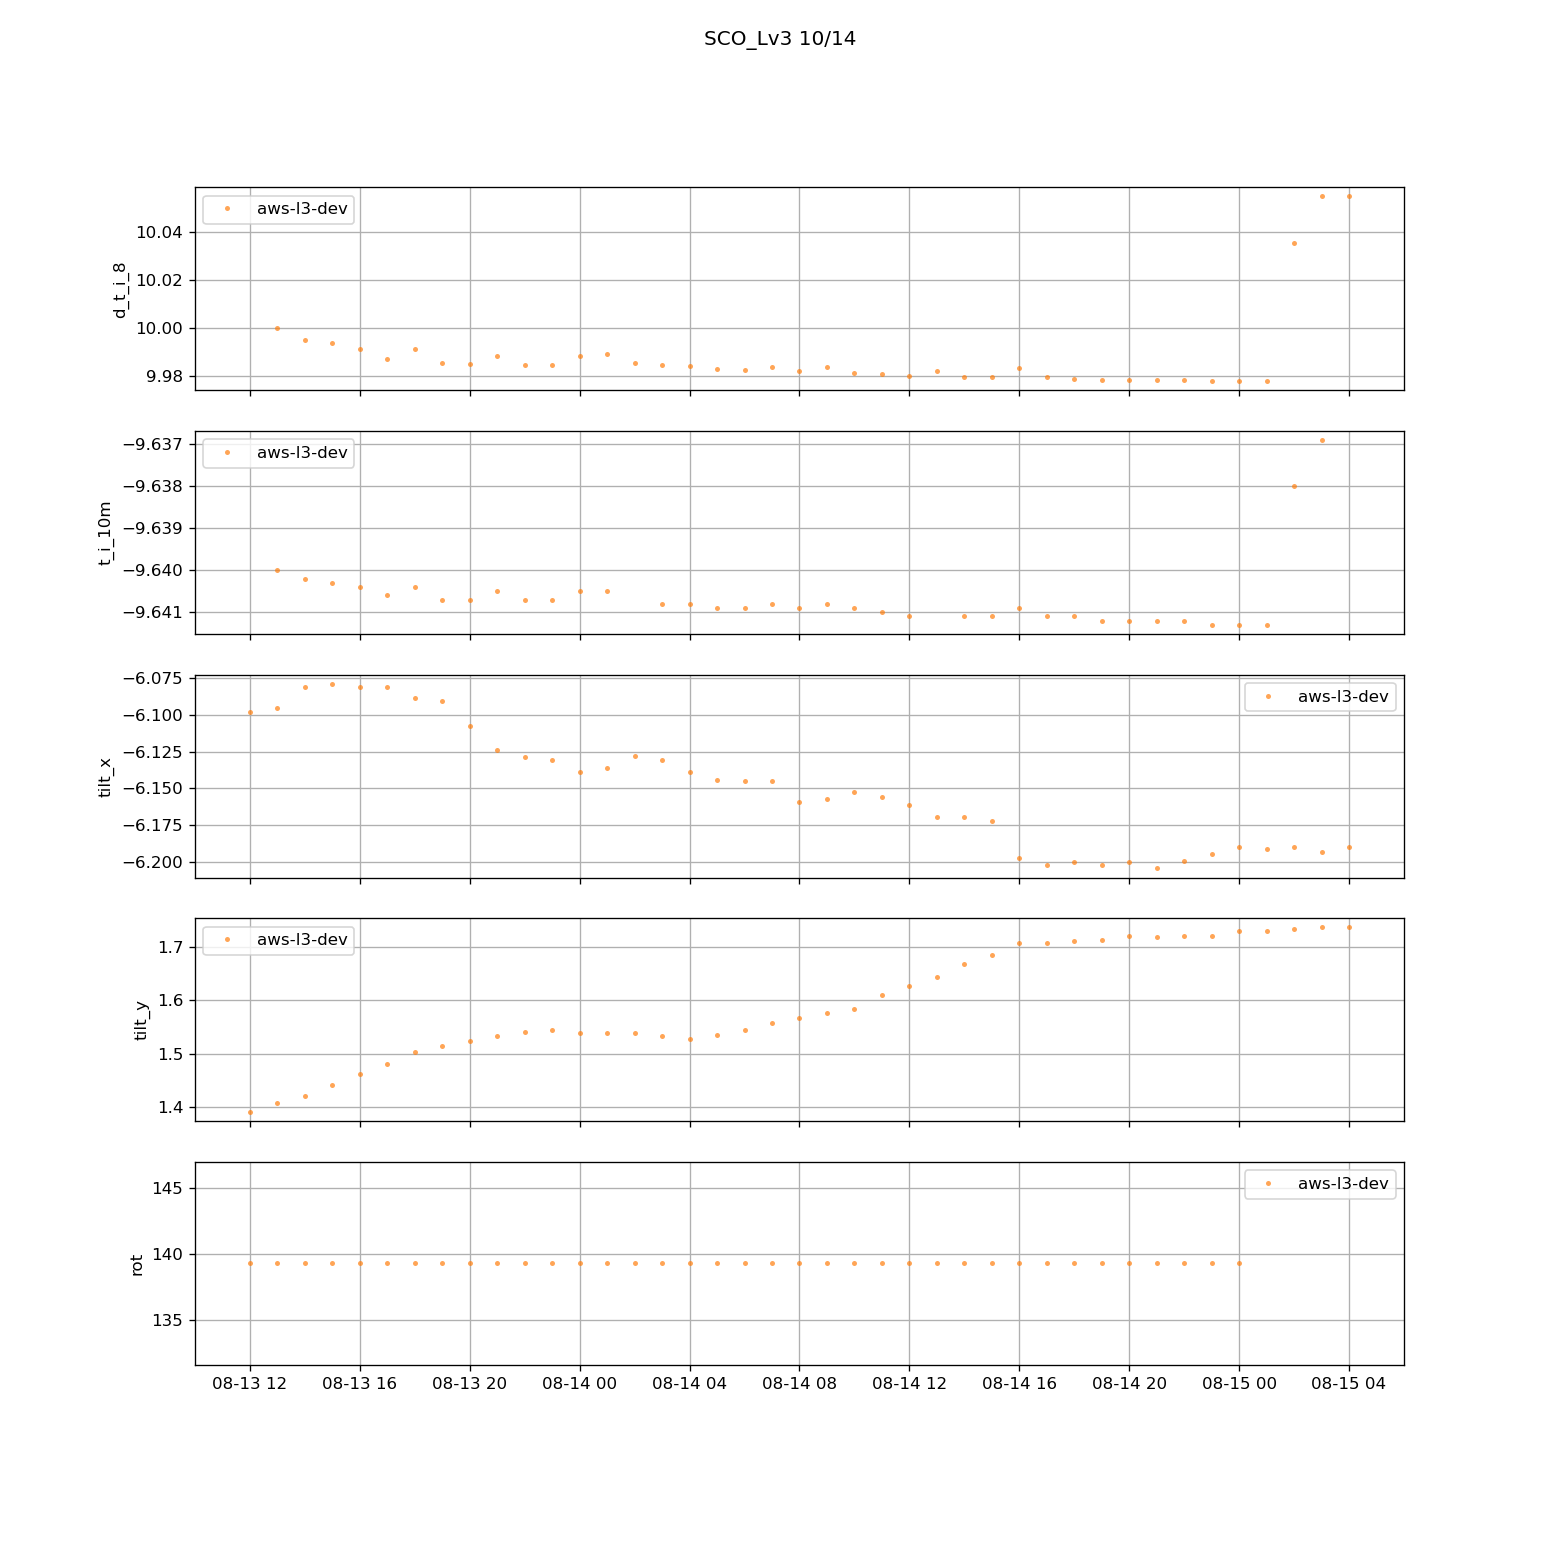 SCO_Lv3 10/14
aws-l3-dev
d_t_i_8
10.04
10.02
10.00
9.98
aws-l3-dev
t_i_10m
−9.637
−9.638
−9.639
−9.640
−9.641
aws-l3-dev
tilt_x
−6.075
−6.100
−6.125
−6.150
−6.175
−6.200
aws-l3-dev
tilt_y
1.7
1.6
1.5
1.4
aws-l3-dev
rot
145
140
135
08-13 12 08-13 16 08-13 20 08-14 00 08-14 04 08-14 08 08-14 12 08-14 16 08-14 20 08-15 00 08-15 04